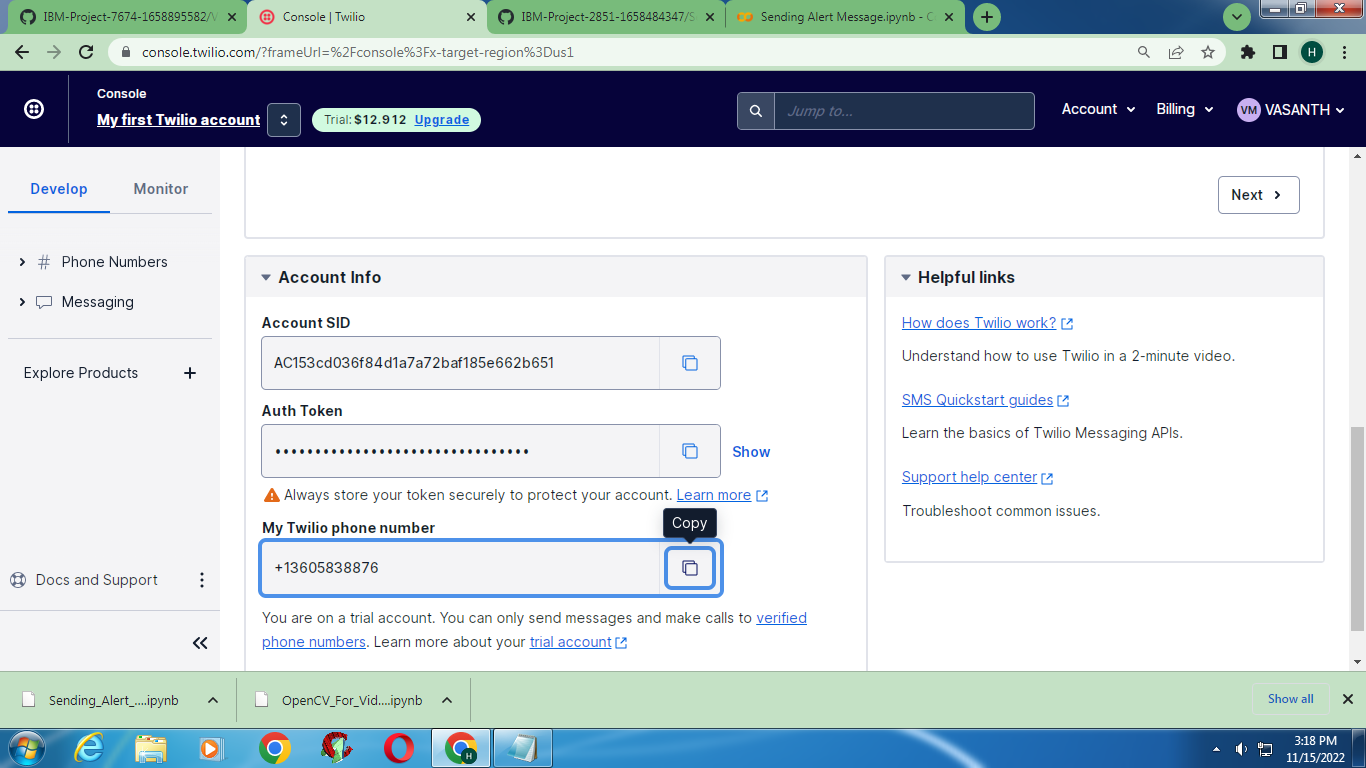 IBM-Project-7674-1658895582/V
Console | Twilio
IBM-Project-2851-1658484347/S
Sending Alert Message.ipynb - C
console.twilio.com/?frameUrl=%2Fconsole%3Fx-target-region%3Dus1
H
Console
My first Twilio account
Trial: $12.912 Upgrade
Jump to...
Account
Billing
VM VASANTH
Develop
Monitor
Next
Phone Numbers
Messaging
Explore Products
Docs and Support
Account Info
Account SID
AC153cd036f84d1a7a72baf185e662b651
Auth Token
••••••••••••••••••••••••••••••••
Show
Always store your token securely to protect your account. Learn more
My Twilio phone number
Copy
+13605838876
You are on a trial account. You can only send messages and make calls to verified
phone numbers. Learn more about your trial account
Helpful links
How does Twilio work?
Understand how to use Twilio in a 2-minute video.
SMS Quickstart guides
Learn the basics of Twilio Messaging APIs.
Support help center
Troubleshoot common issues.
Sending_Alert_....ipynb
OpenCV_For_Vid....ipynb
Show all
H
3:18 PM
11/15/2022